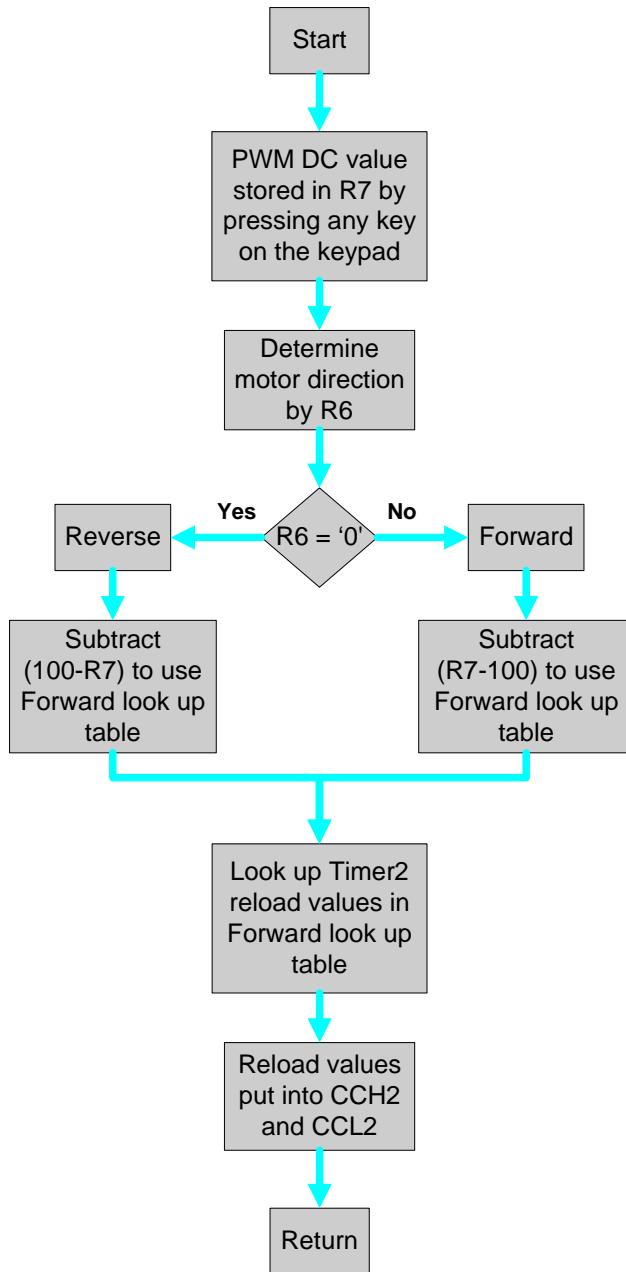 Start
PWM DC value
stored in R7 by
pressing any key
on the keypad
Determine
motor direction
by R6
Yes
R6 = ‘0'
No
Reverse
Forward
Subtract
(100-R7) to use
Forward look up
table
Subtract
(R7-100) to use
Forward look up
table
Look up Timer2
reload values in
Forward look up
table
Reload values
put into CCH2
and CCL2
Return